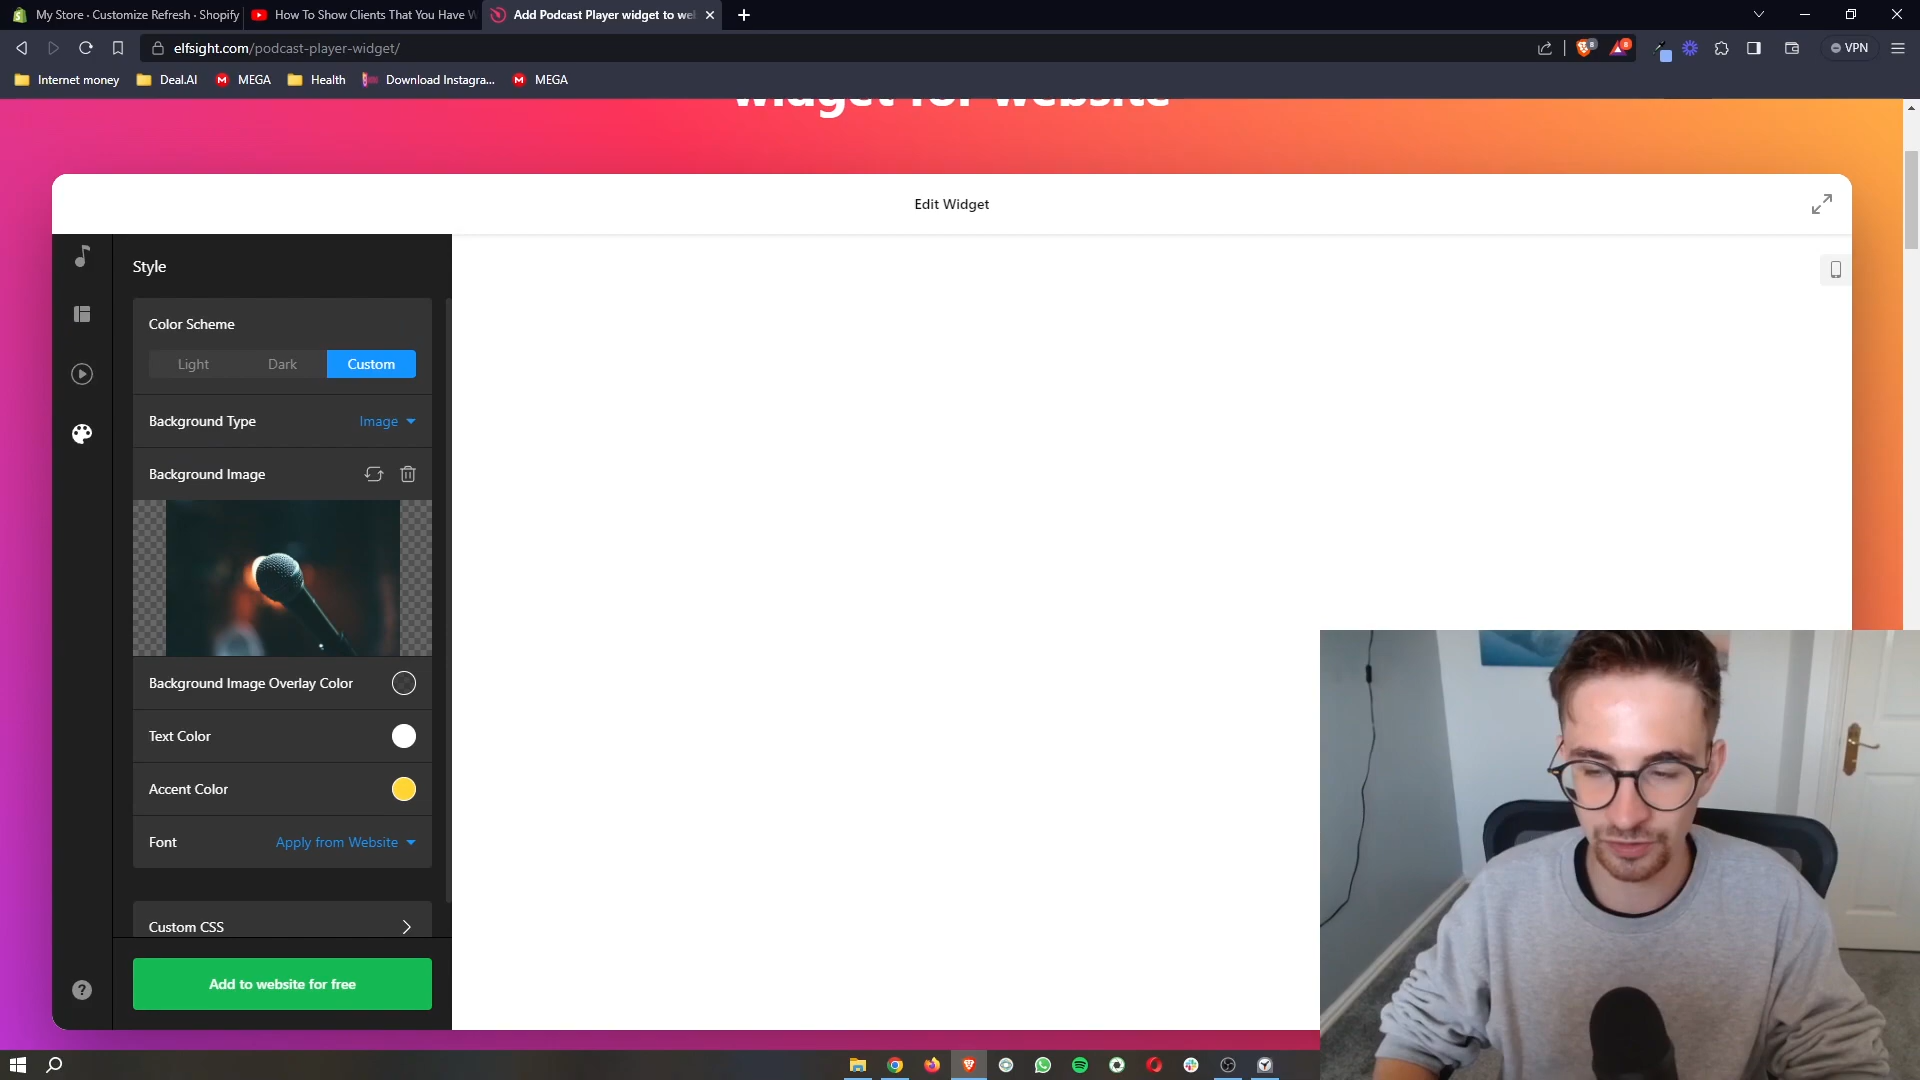 My Store · Customize Refresh · Shopify
How To Show Clients That You Have W
Add Podcast Player widget to we
elfsight.com/podcast-player-widget/
VPN
Internet money
Deal.AI
MEGA
Health
Download Instagra...
MEGA
widget for website
Edit Widget
Style
Color Scheme
Light
Dark
Custom
Background Type
Image
Background Image
Background Image Overlay Color
Text Color
Accent Color
Font
Apply from Website
Custom CSS
Add to website for free